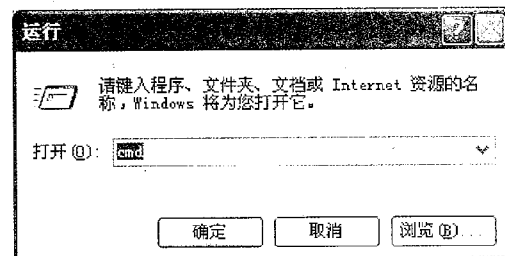 运行
请键入程序、文件夹、文档或 Internet 资源的名
称,Windows 将为您打开它。
打开(O): cmd
确定 取消 浏览(B)...